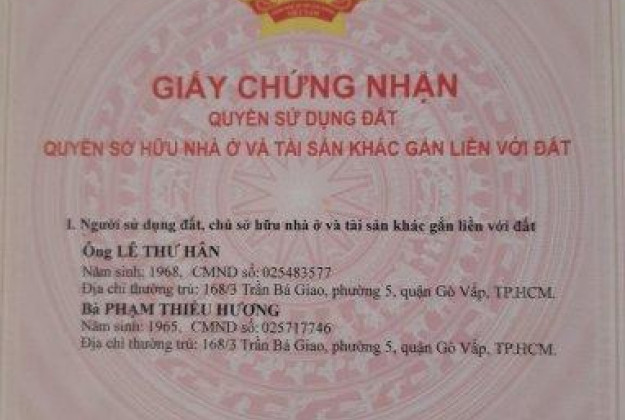 GIẤY CHỨNG NHẬN
QUYỀN SỬ DỤNG ĐẤT
QUYỀN SỞ HỮU NHÀ Ở VÀ TÀI SẢN KHÁC GẮN LIỀN VỚI ĐẤT
I. Người sử dụng đất, chủ sở hữu nhà ở và tài sản khác gắn liền với đất
Ông LÊ THƯ HÂN
Năm sinh: 1968, CMND số: 025483577
Địa chỉ thường trú: 168/3 Trần Bá Giao, phường 5, quận Gò Vấp, TP.HCM.
Bà PHẠM THIỀU HƯƠNG
Năm sinh: 1965, CMND số: 025717746
Địa chỉ thường trú: 168/3 Trần Bá Giao, phường 5, quận Gò Vấp, TP.HCM.